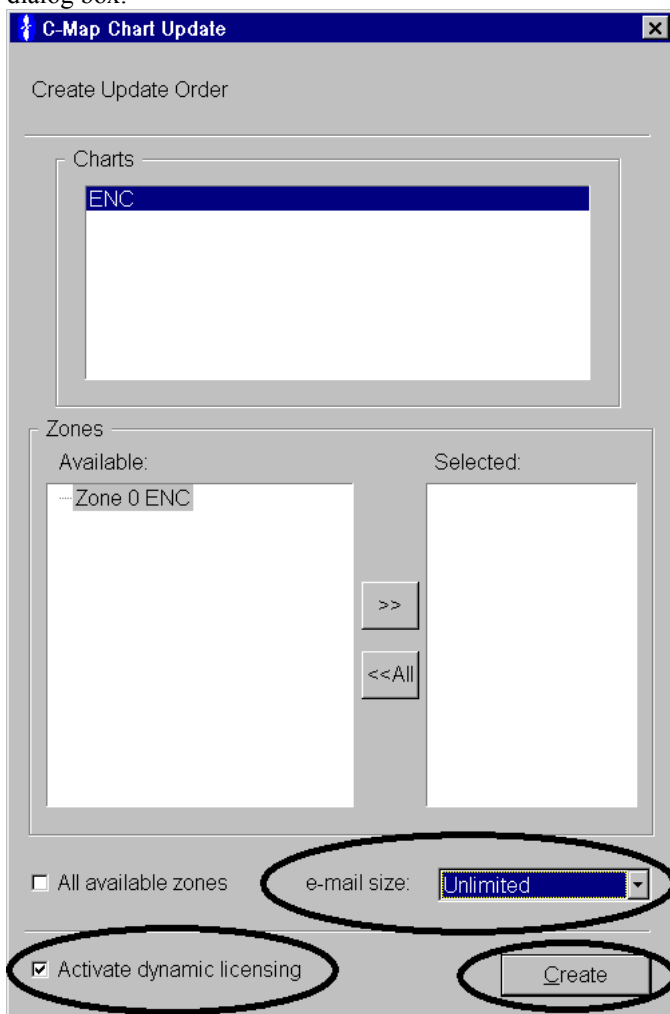 dialog box.
C-Map Chart Update
Create Update Order
Charts
ENC
Zones
Available: Selected:
Zone 0 ENC
>>
<<All
All available zones e-mail size: Unlimited
Activate dynamic licensing Create